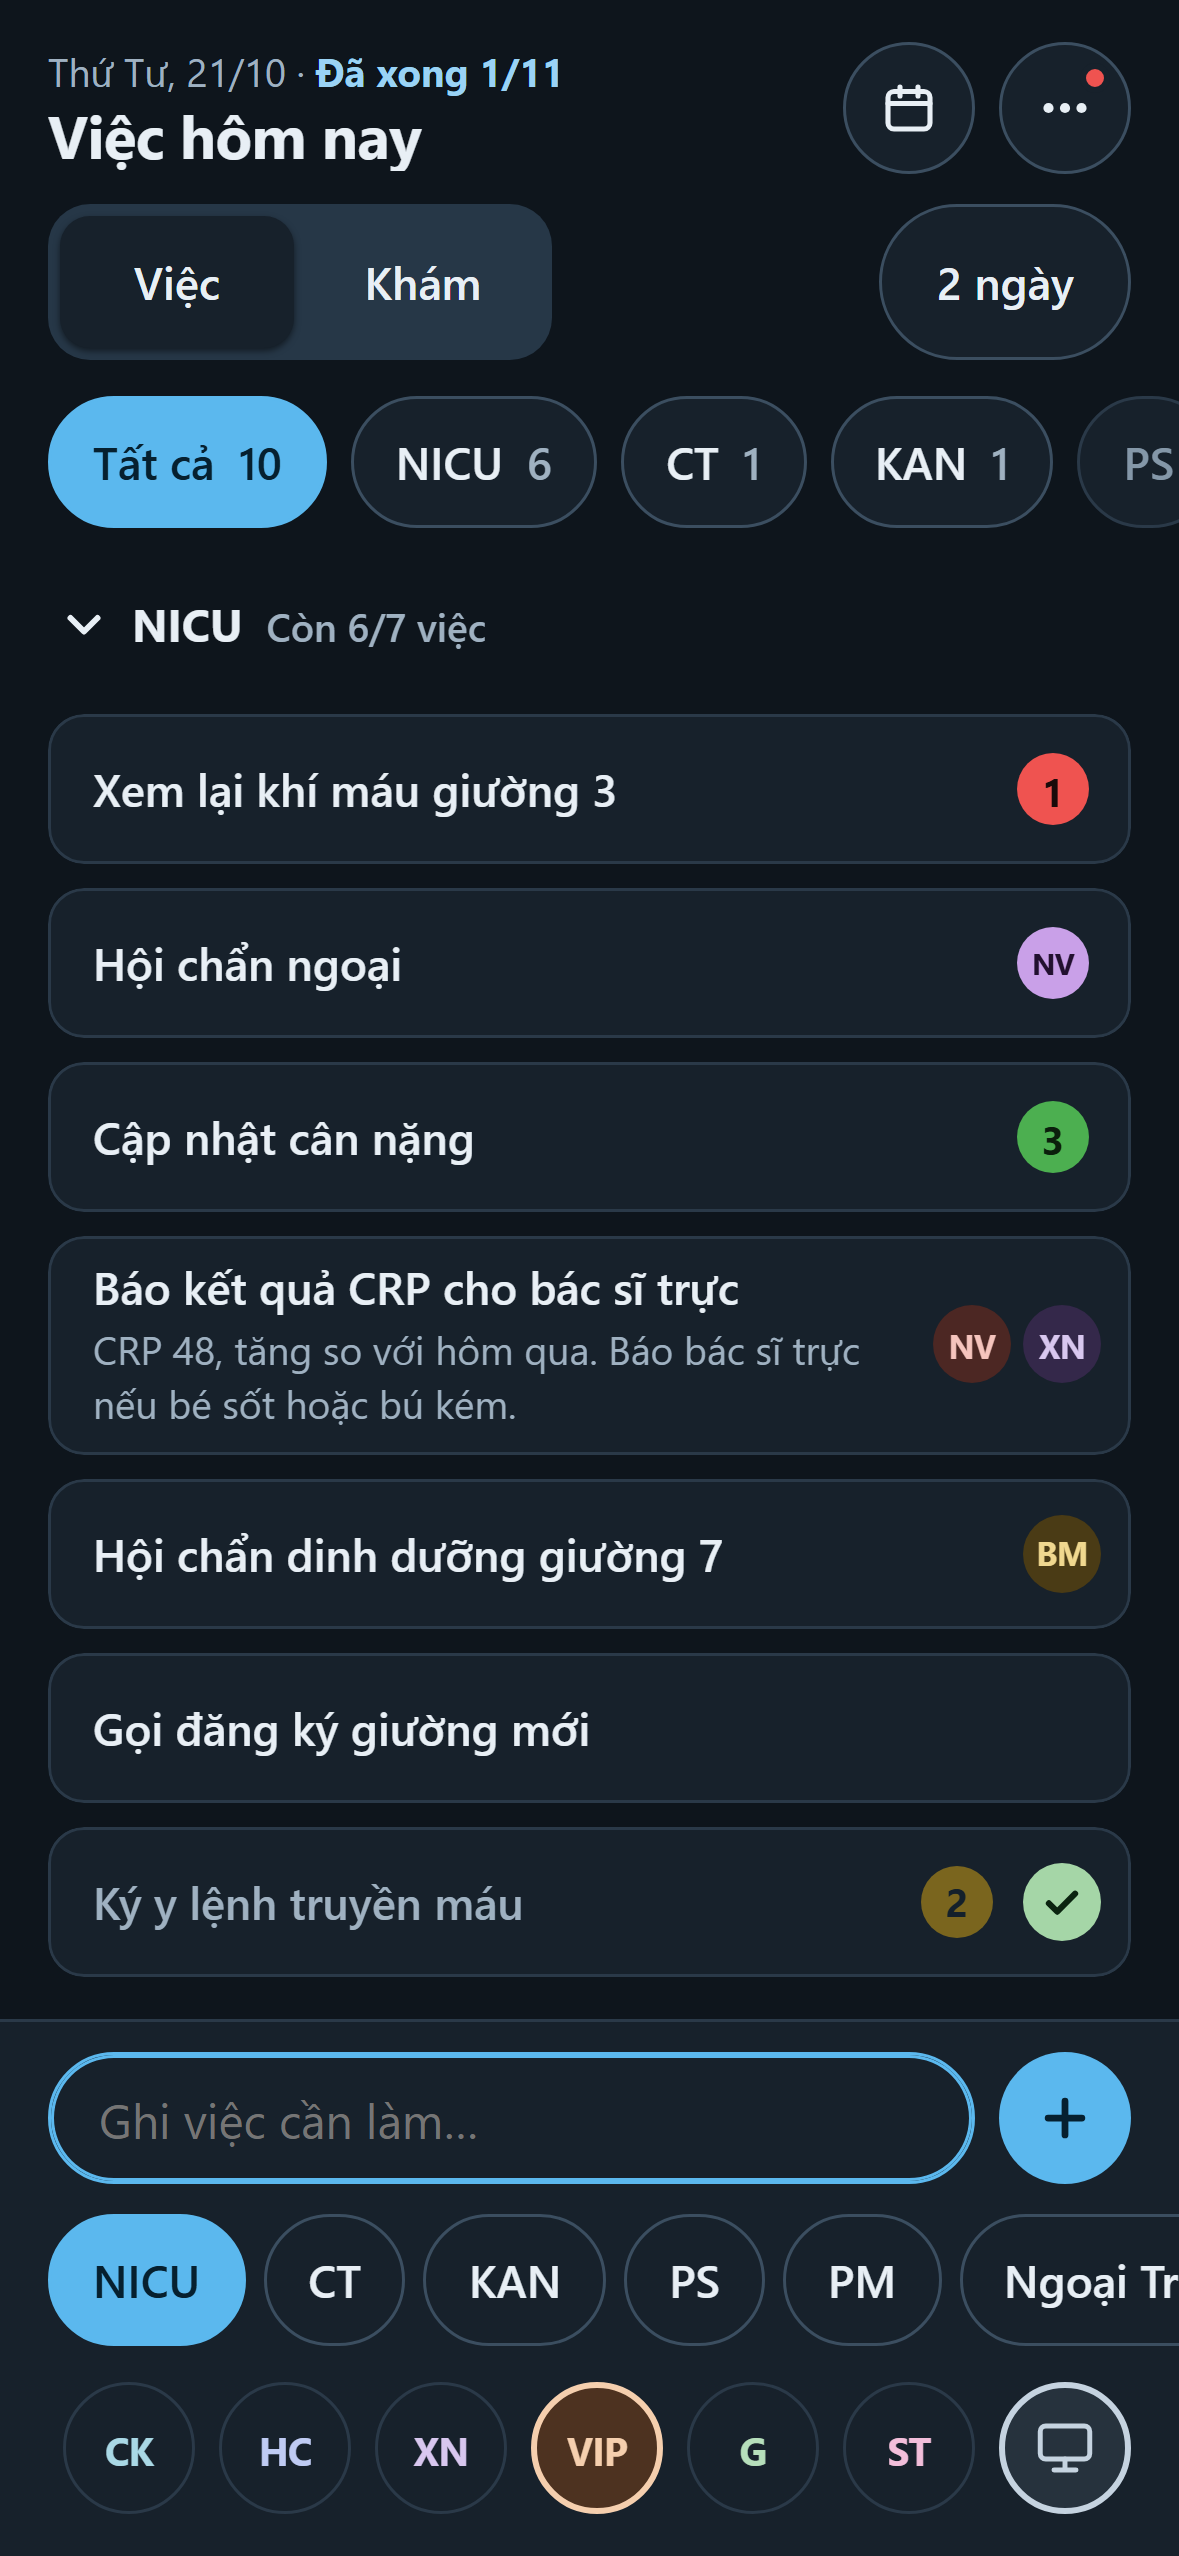 Thứ Tư, 21/10 · Đã xong 1/11
Việc hôm nay
Việc
Khám
2 ngày
Tất cả 10
NICU 6
CT 1
KAN 1
PS
NICU Còn 6/7 việc
Xem lại khí máu giường 3
1
Hội chẩn ngoại
NV
Cập nhật cân nặng
3
Báo kết quả CRP cho bác sĩ trực
CRP 48, tăng so với hôm qua. Báo bác sĩ trực
nếu bé sốt hoặc bú kém.
NV XN
Hội chẩn dinh dưỡng giường 7
BM
Gọi đăng ký giường mới
Ký y lệnh truyền máu
2
Ghi việc cần làm...
NICU
CT
KAN
PS
PM
Ngoại Tr
CK
HC
XN
VIP
G
ST